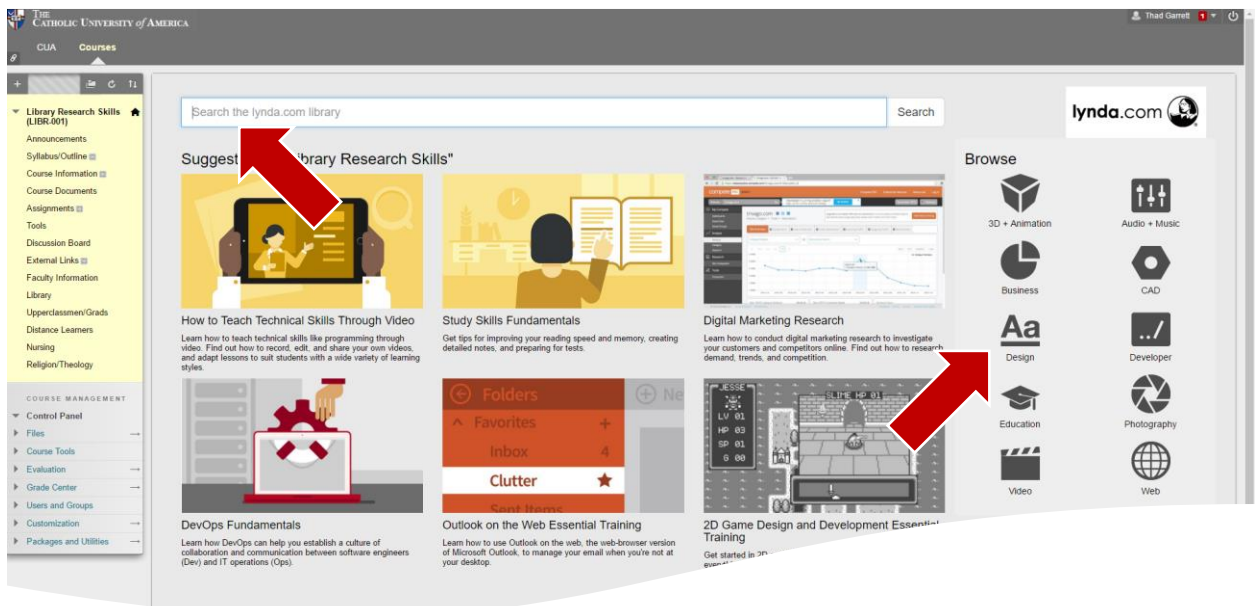 THE
CATHOLIC UNIVERSITY of AMERICA
Thad Garrett 1
CUA Courses
Library Research Skills
(LIBR-001)
Announcements
Syllabus/Outline
Course Information
Course Documents
Assignments
Tools
Discussion Board
External Links
Faculty Information
Library
Upperclassmen/Grads
Distance Learners
Nursing
Religion/Theology
COURSE MANAGEMENT
Control Panel
Files
Course Tools
Evaluation
Grade Center
Users and Groups
Customization
Packages and Utilities
Search the lynda.com library
Search
lynda.com
Suggest brary Research Skills"
How to Teach Technical Skills Through Video
Learn how to teach technical skills like programming through
video. Find out how to record, edit, and share your own videos,
and adapt lessons to suit students with a wide variety of learning
styles.
Study Skills Fundamentals
Get tips for improving your reading speed and memory, creating
detailed notes, and preparing for tests.
Digital Marketing Research
Learn how to conduct digital marketing research to investigate
your customers and competitors online. Find out how to research
demand, trends, and competition.
DevOps Fundamentals
Learn how DevOps can help you establish a culture of
collaboration and communication between software engineers
(Dev) and IT operations (Ops).
Folders
Ne
Favorites +
Inbox 4
Clutter
Sent Items
Outlook on the Web Essential Training
Learn how to use Outlook on the web, the web-browser version
of Microsoft Outlook, to manage your email when you're not at
your desktop.
JESSE
LV 01
HP 03
SP 01
G 00
SLIME HP 01
2D Game Design and Development Essential
Training
Get started in 2D
Browse
3D + Animation
Audio + Music
Business
CAD
Aa
Design
../
Developer
Education
Photography
Video
Web